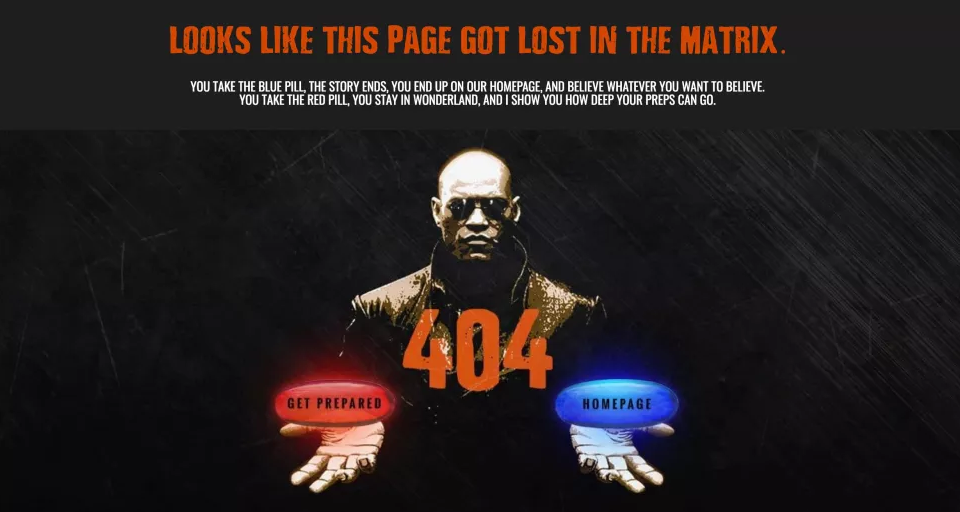 LOOKS LIKE THIS PAGE GOT LOST IN THE MATRIX.
YOU TAKE THE BLUE PILL, THE STORY ENDS, YOU END UP ON OUR HOMEPAGE, AND BELIEVE WHATEVER YOU WANT TO BELIEVE.
YOU TAKE THE RED PILL, YOU STAY IN WONDERLAND, AND I SHOW YOU HOW DEEP YOUR PREPS CAN GO.
404
GET PREPARED
HOMEPAGE